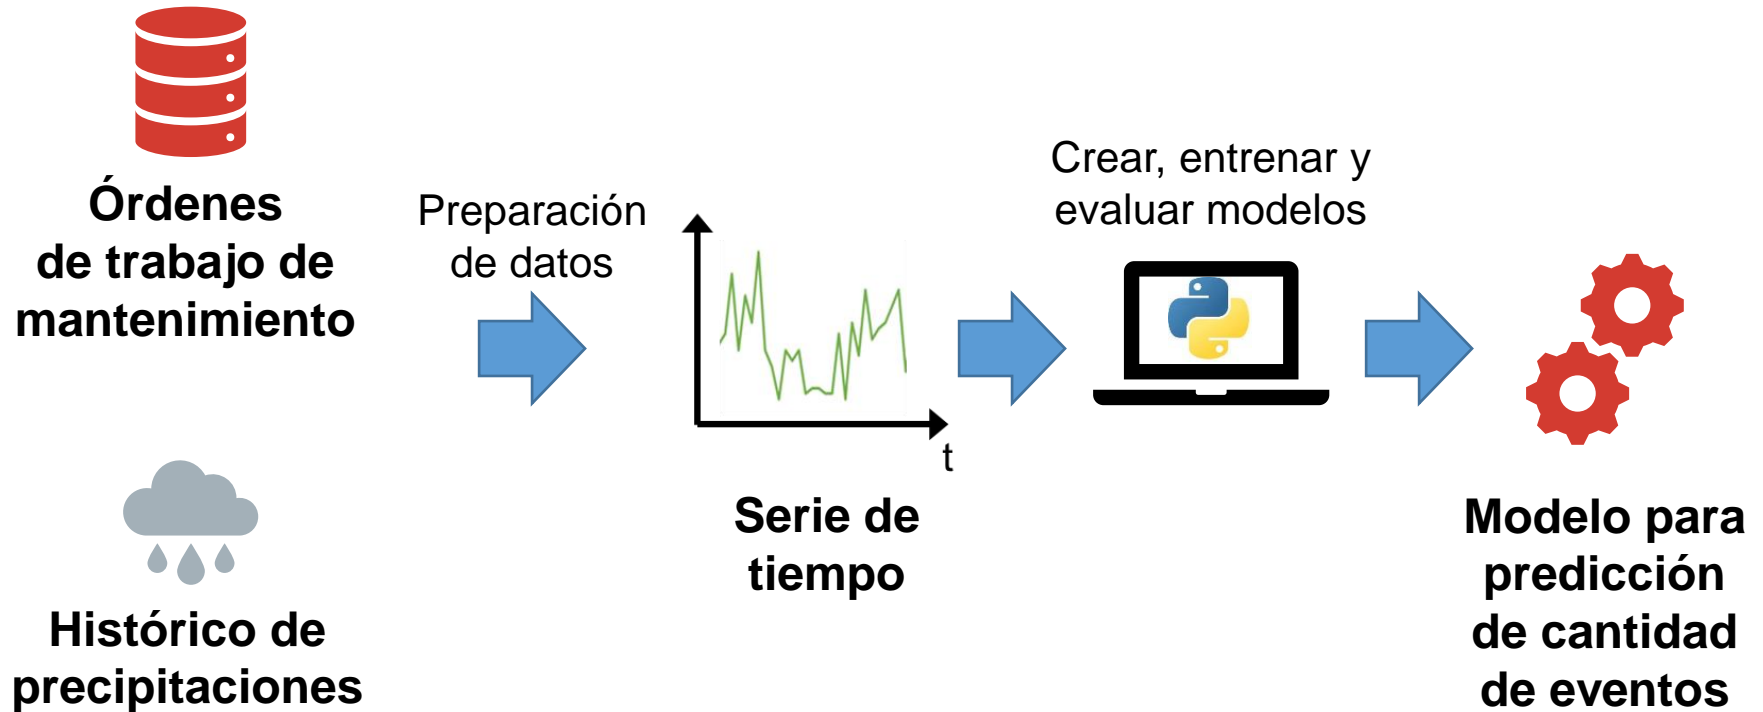 Órdenes
de trabajo de
mantenimiento
Histórico de
precipitaciones
Preparación
de datos
t
Serie de
tiempo
Crear, entrenar y
evaluar modelos
Modelo para
predicción
de cantidad
de eventos